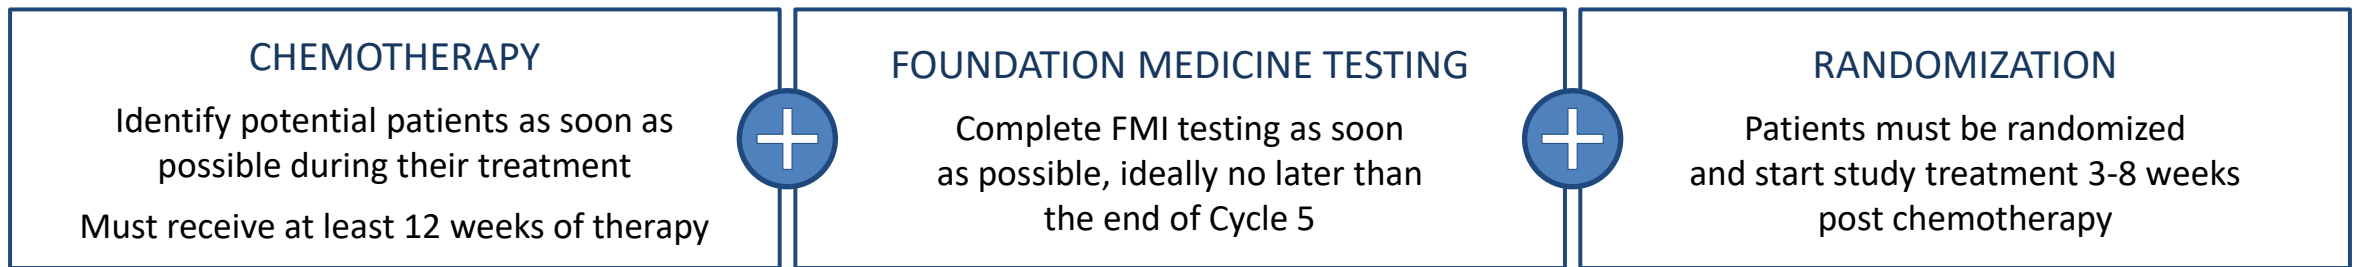 CHEMOTHERAPY
Identify potential patients as soon as
possible during their treatment
Must receive at least 12 weeks of therapy
FOUNDATION MEDICINE TESTING
Complete FMI testing as soon
as possible, ideally no later than
the end of Cycle 5
RANDOMIZATION
Patients must be randomized
and start study treatment 3-8 weeks
post chemotherapy